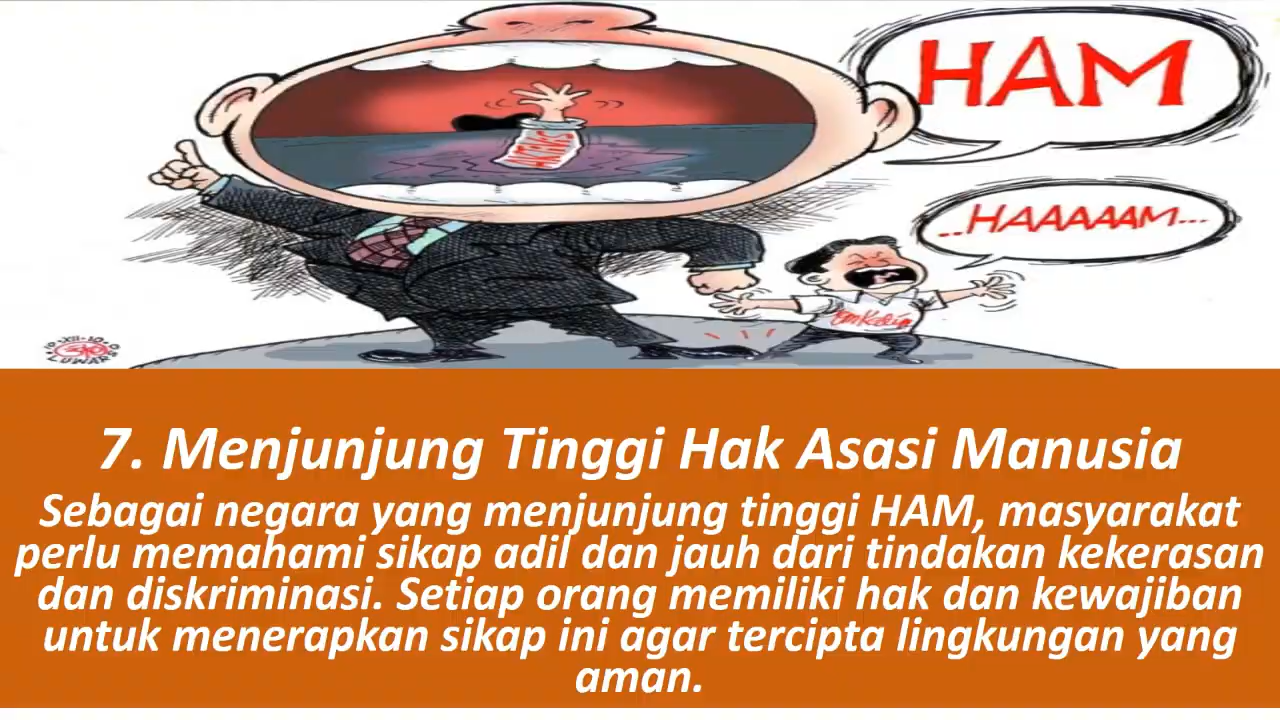 HAM
AKTIVIS
..HAAAAAM...
7. Menjunjung Tinggi Hak Asasi Manusia
Sebagai negara yang menjunjung tinggi HAM, masyarakat
perlu memahami sikap adil dan jauh dari tindakan kekerasan
dan diskriminasi. Setiap orang memiliki hak dan kewajiban
untuk menerapkan sikap ini agar tercipta lingkungan yang
aman.